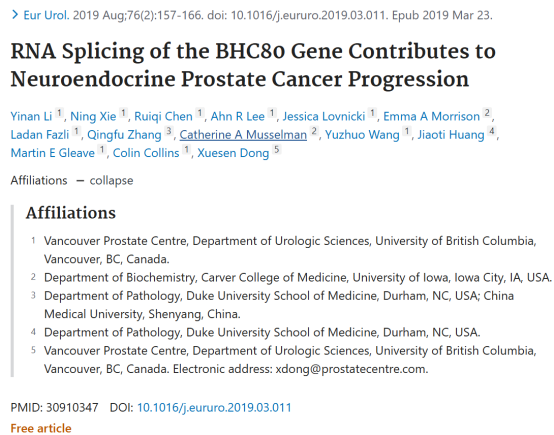 > Eur Urol. 2019 Aug;76(2):157-166. doi: 10.1016/j.eururo.2019.03.011. Epub 2019 Mar 23.
RNA Splicing of the BHC80 Gene Contributes to
Neuroendocrine Prostate Cancer Progression
Yinan Li 1, Ning Xie 1, Ruiqi Chen 1, Ahn R Lee 1, Jessica Lovnicki 1, Emma A Morrison 2,
Ladan Fazli 1, Qingfu Zhang 3, Catherine A Musselman 2, Yuzhuo Wang 1, Jiaoti Huang 4,
Martin E Gleave 1, Colin Collins 1, Xuesen Dong 5
Affiliations — collapse
Affiliations
1 Vancouver Prostate Centre, Department of Urologic Sciences, University of British Columbia,
Vancouver, BC, Canada.
2 Department of Biochemistry, Carver College of Medicine, University of Iowa, Iowa City, IA, USA.
3 Department of Pathology, Duke University School of Medicine, Durham, NC, USA; China
Medical University, Shenyang, China.
4 Department of Pathology, Duke University School of Medicine, Durham, NC, USA.
5 Vancouver Prostate Centre, Department of Urologic Sciences, University of British Columbia,
Vancouver, BC, Canada. Electronic address: xdong@prostatecentre.com.
PMID: 30910347 DOI: 10.1016/j.eururo.2019.03.011
Free article